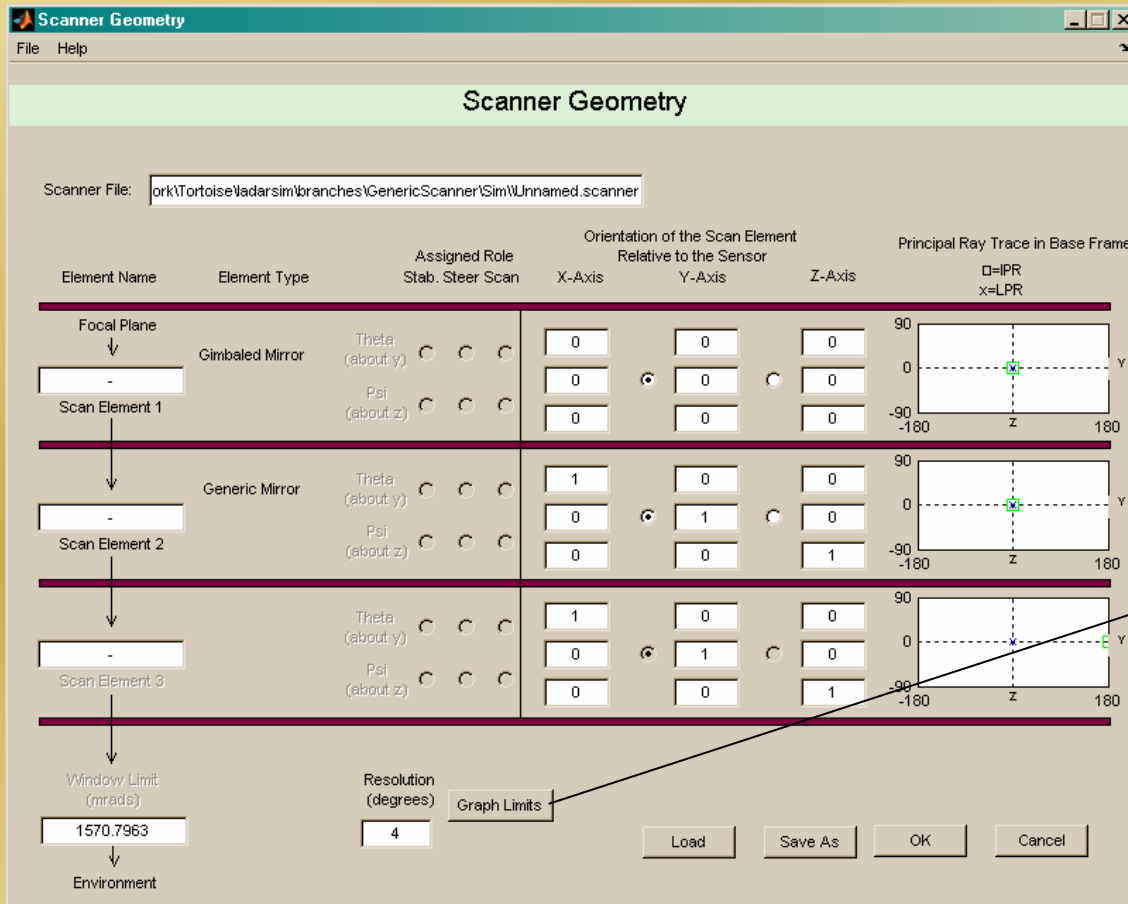 Scanner Geometry
File Help
Scanner Geometry
Scanner File: ork\Tortoise\ladarsim\branches\GenericScanner\Sim\\Unnamed.scanner
Orientation of the Scan Element
Relative to the Sensor
Assigned Role
Principal Ray Trace in Base Frame
Element Name Element Type Stab. Steer Scan X-Axis Y-Axis Z-Axis
□=IPR
x=LPR
Focal Plane
-
Scan Element 1
Gimbaled Mirror
Theta
(about y)
Psi
(about z)
0 0 0
0 0 0
0 0 0
90
0 Y
-90
-180 Z 180
-
Scan Element 2
Generic Mirror
Theta
(about y)
Psi
(about z)
1 0 0
0 1 0
0 0 1
90
0 Y
-90
-180 Z 180
-
Scan Element 3
Theta
(about y)
Psi
(about z)
1 0 0
0 1 0
0 0 1
90
0 Y
-90
-180 Z 180
Window Limit
(mrads)
1570.7963
Environment
Resolution
(degrees)
4
Graph Limits
Load Save As OK Cancel